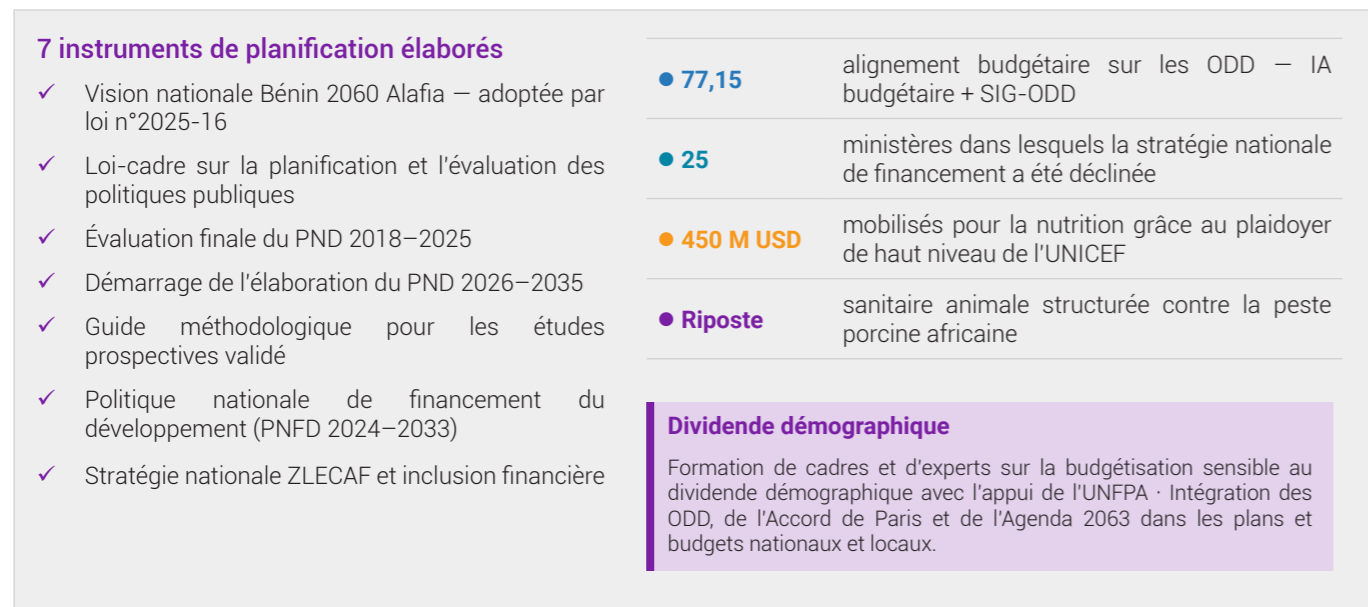 7 instruments de planification élaborés
✓ Vision nationale Bénin 2060 Alafia — adoptée par
loi n°2025-16
✓ Loi-cadre sur la planification et l'évaluation des
politiques publiques
✓ Évaluation finale du PND 2018–2025
✓ Démarrage de l'élaboration du PND 2026–2035
✓ Guide méthodologique pour les études
prospectives validé
✓ Politique nationale de financement du
développement (PNFD 2024–2033)
✓ Stratégie nationale ZLECAF et inclusion financière
● 77,15
alignement budgétaire sur les ODD — IA
budgétaire + SIG-ODD
● 25
ministères dans lesquels la stratégie nationale
de financement a été déclinée
● 450 M USD
mobilisés pour la nutrition grâce au plaidoyer
de haut niveau de l'UNICEF
● Riposte
sanitaire animale structurée contre la peste
porcine africaine
Dividende démographique
Formation de cadres et d'experts sur la budgétisation sensible au
dividende démographique avec l'appui de l'UNFPA · Intégration des
ODD, de l'Accord de Paris et de l'Agenda 2063 dans les plans et
budgets nationaux et locaux.